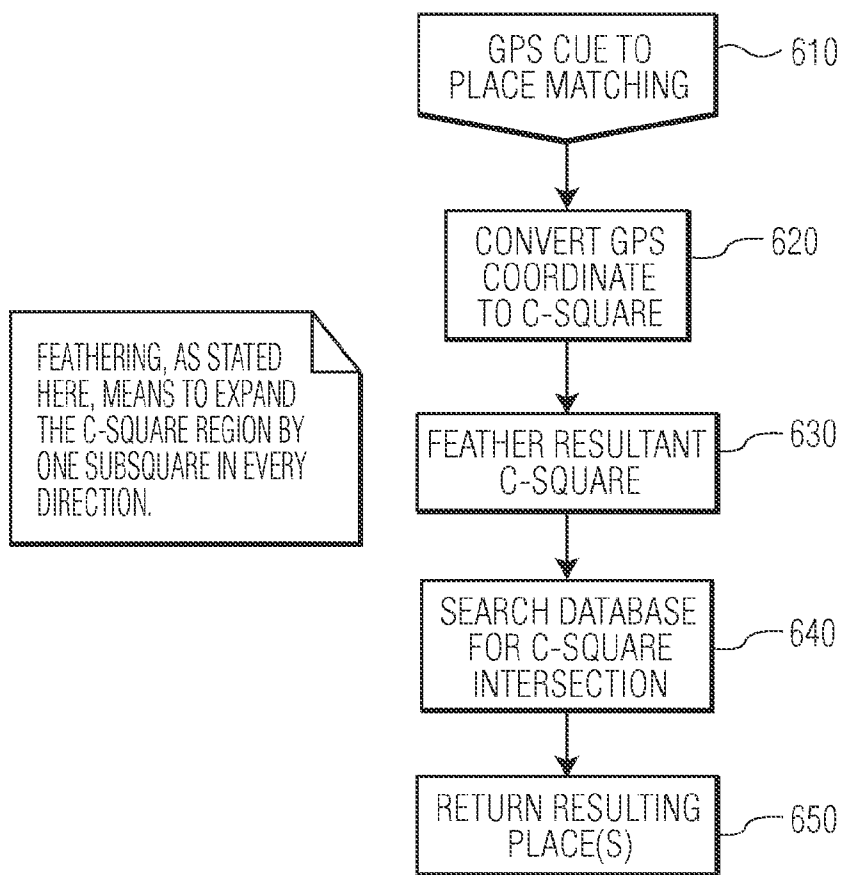 GPS CUE TO
PLACE MATCHING
610
CONVERT GPS
COORDINATE
TO C-SQUARE
620
FEATHERING, AS STATED
HERE, MEANS TO EXPAND
THE C-SQUARE REGION BY
ONE SUBSQUARE IN EVERY
DIRECTION.
FEATHER RESULTANT
C-SQUARE
630
SEARCH DATABASE
FOR C-SQUARE
INTERSECTION
640
RETURN RESULTING
PLACE(S)
650